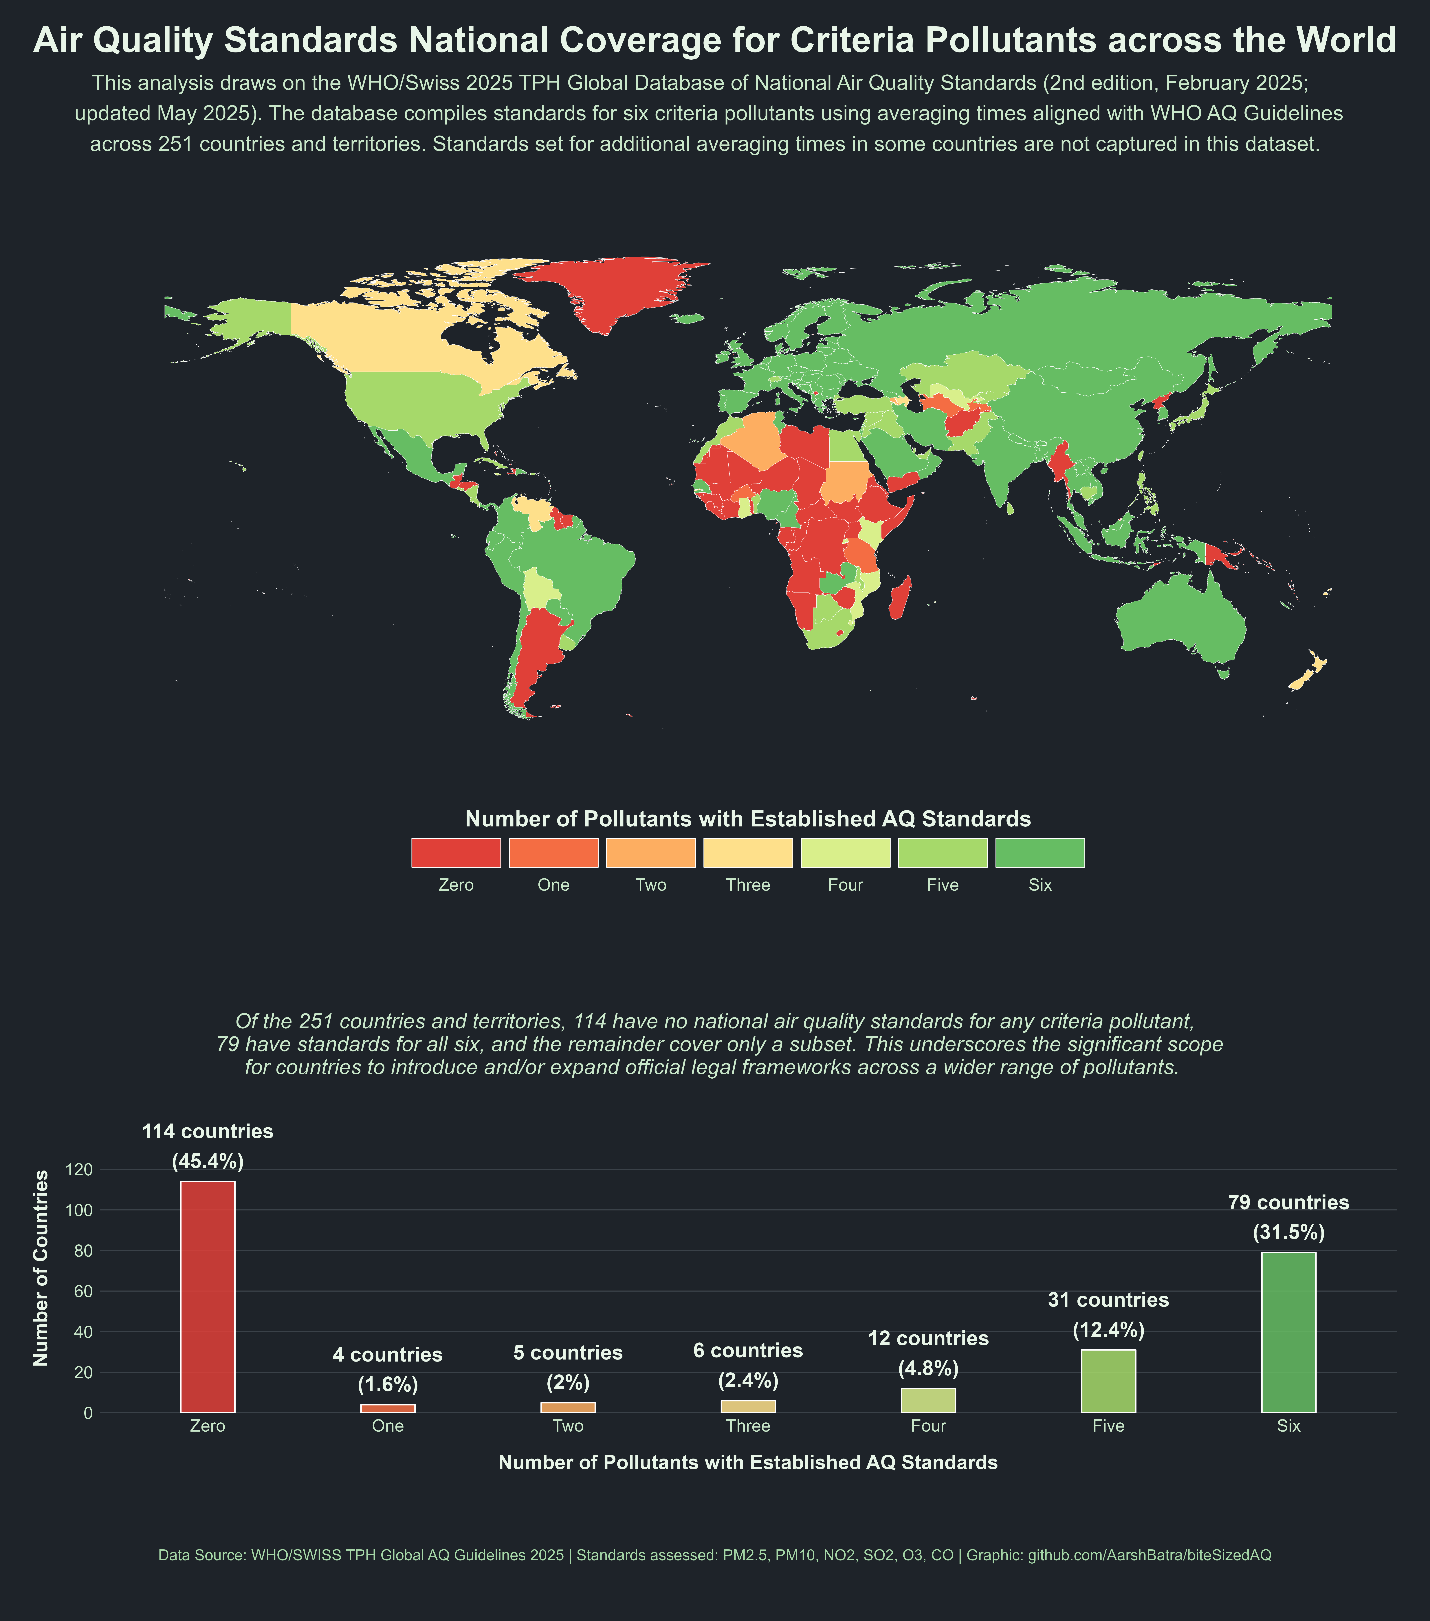 Air Quality Standards National Coverage for Criteria Pollutants across the World
This analysis draws on the WHO/Swiss 2025 TPH Global Database of National Air Quality Standards (2nd edition, February 2025;
updated May 2025). The database compiles standards for six criteria pollutants using averaging times aligned with WHO AQ Guidelines
across 251 countries and territories. Standards set for additional averaging times in some countries are not captured in this dataset.
Number of Pollutants with Established AQ Standards
Zero One Two Three Four Five Six
Of the 251 countries and territories, 114 have no national air quality standards for any criteria pollutant,
79 have standards for all six, and the remainder cover only a subset. This underscores the significant scope
for countries to introduce and/or expand official legal frameworks across a wider range of pollutants.
Number of Countries
120
100
80
60
40
20
0
114 countries
(45.4%)
4 countries
(1.6%)
5 countries
(2%)
6 countries
(2.4%)
12 countries
(4.8%)
31 countries
(12.4%)
79 countries
(31.5%)
Zero One Two Three Four Five Six
Number of Pollutants with Established AQ Standards
Data Source: WHO/SWISS TPH Global AQ Guidelines 2025 | Standards assessed: PM2.5, PM10, NO2, SO2, O3, CO | Graphic: github.com/AarshBatra/biteSizedAQ